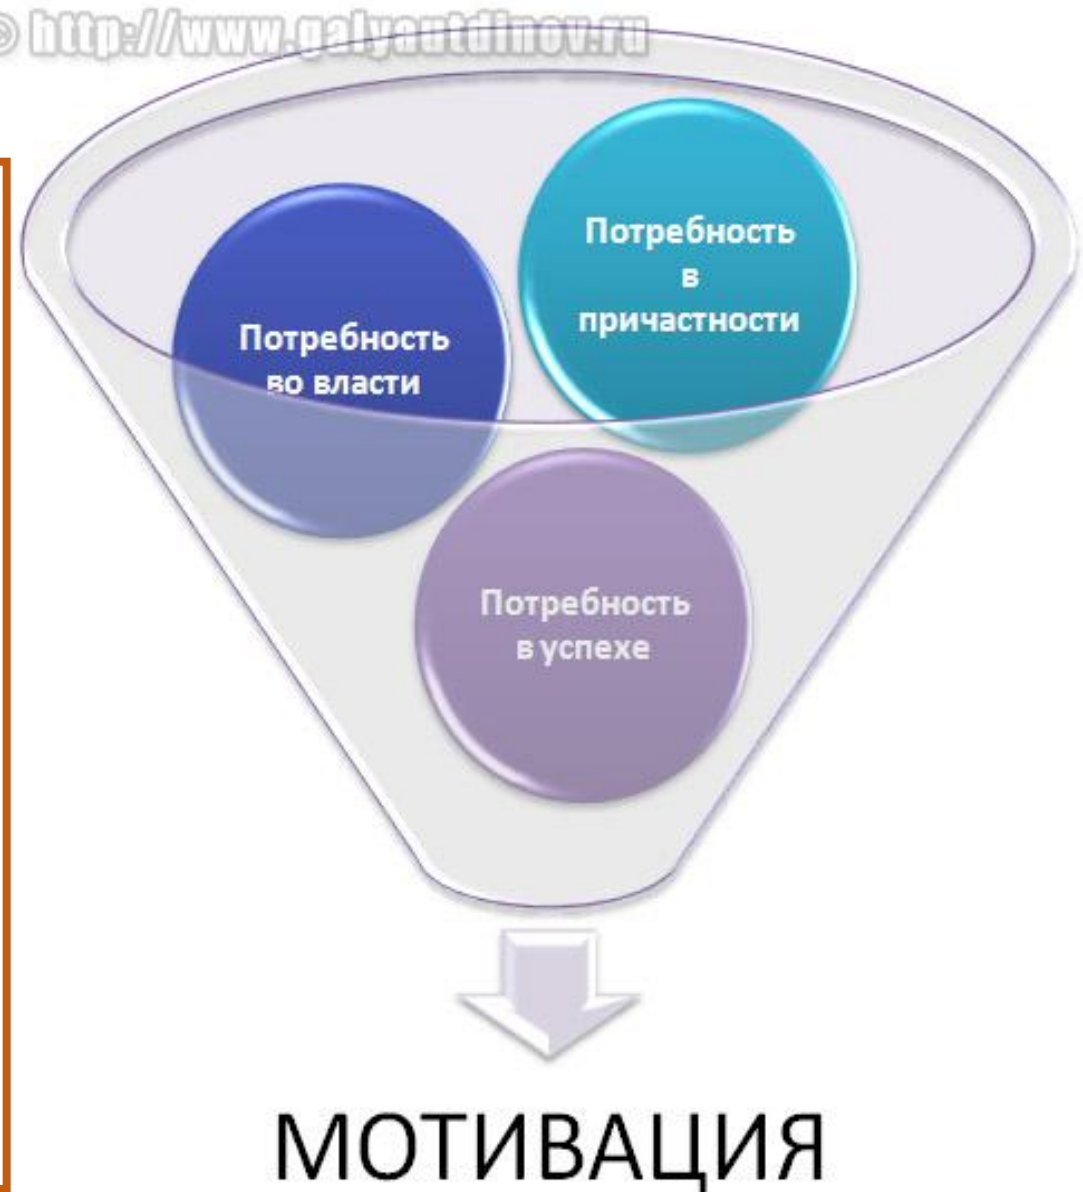 © http://www.galyautdinov.ru
Потребность
в
причастности
Потребность
во власти
Потребность
в успехе
МОТИВАЦИЯ